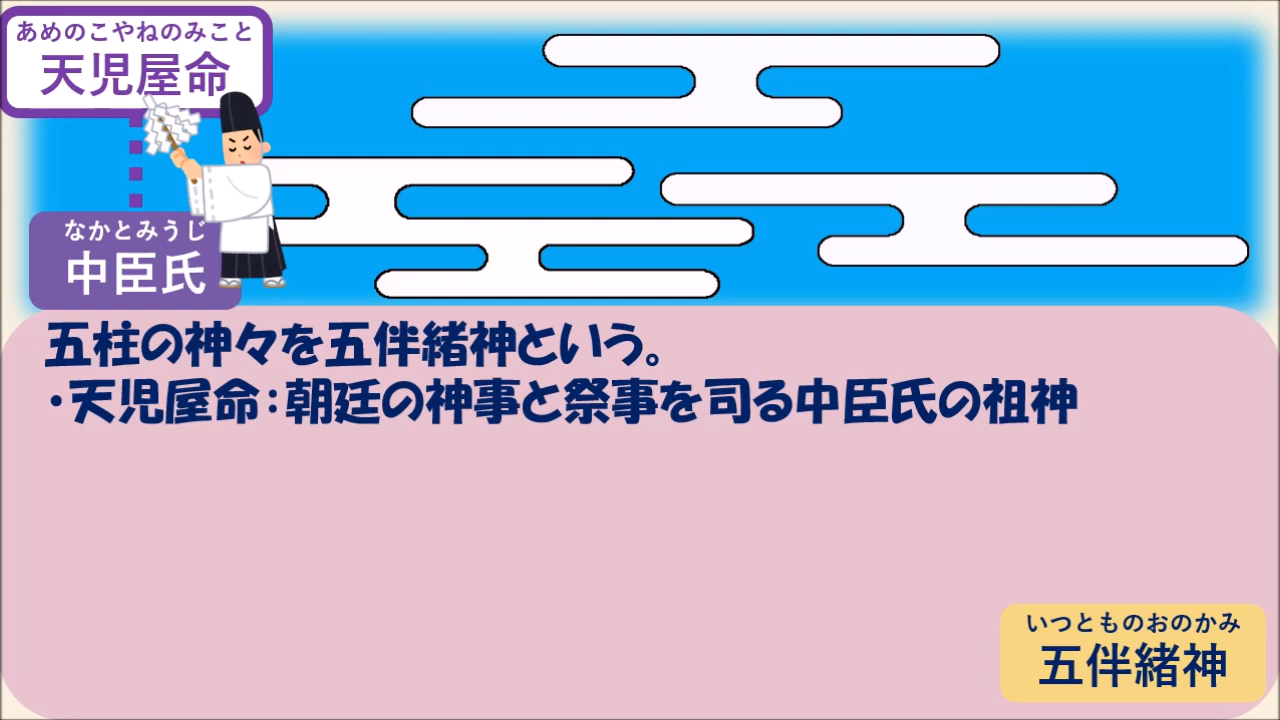 あめのこやねのみこと
天児屋命
なかとみうじ
中臣氏
五柱の神々を五伴緒神という。
・天児屋命：朝廷の神事と祭事を司る中臣氏の祖神
いつとものおのかみ
五伴緒神